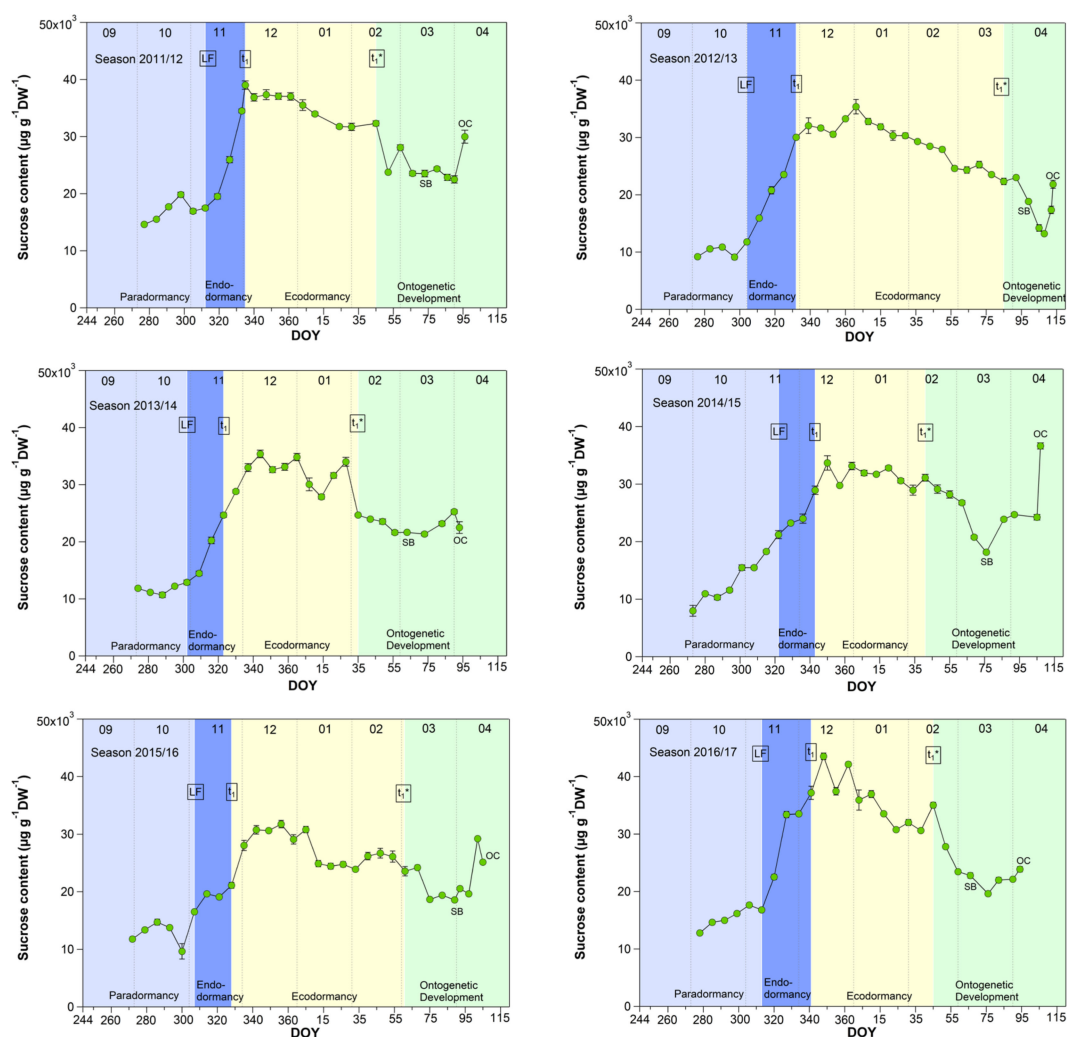 50x10³
09 10 11 12 01 02 03 04
Season 2011/12
LF t₁ t₁*
40
30
20
10
0
Sucrose content (µg g⁻¹DW⁻¹)
OC
SB
Paradormancy Endo-dormancy Ecodormancy Ontogenetic Development
244 260 280 300 320 340 360 15 35 55 75 95 115
DOY
50x10³
09 10 11 12 01 02 03 04
Season 2012/13
LF t₁ t₁*
40
30
20
10
0
Sucrose content (µg g⁻¹DW⁻¹)
OC
SB
Paradormancy Endo-dormancy Ecodormancy Ontogenetic Development
244 260 280 300 320 340 360 15 35 55 75 95 115
DOY
50x10³
09 10 11 12 01 02 03 04
Season 2013/14
LF t₁ t₁*
40
30
20
10
0
Sucrose content (µg g⁻¹DW⁻¹)
SB
OC
Paradormancy Endo-dormancy Ecodormancy Ontogenetic Development
244 260 280 300 320 340 360 15 35 55 75 95 115
DOY
50x10³
09 10 11 12 01 02 03 04
Season 2014/15
LF t₁ t₁*
40
30
20
10
0
Sucrose content (µg g⁻¹DW⁻¹)
OC
SB
Paradormancy Endo-dormancy Ecodormancy Ontogenetic Development
244 260 280 300 320 340 360 15 35 55 75 95 115
DOY
50x10³
09 10 11 12 01 02 03 04
Season 2015/16
LF t₁ t₁*
40
30
20
10
0
Sucrose content (µg g⁻¹DW⁻¹)
OC
SB
Paradormancy Endo-dormancy Ecodormancy Ontogenetic Development
244 260 280 300 320 340 360 15 35 55 75 95 115
DOY
50x10³
09 10 11 12 01 02 03 04
Season 2016/17
LF t₁ t₁*
40
30
20
10
0
Sucrose content (µg g⁻¹DW⁻¹)
OC
SB
Paradormancy Endo-dormancy Ecodormancy Ontogenetic Development
244 260 280 300 320 340 360 15 35 55 75 95 115
DOY